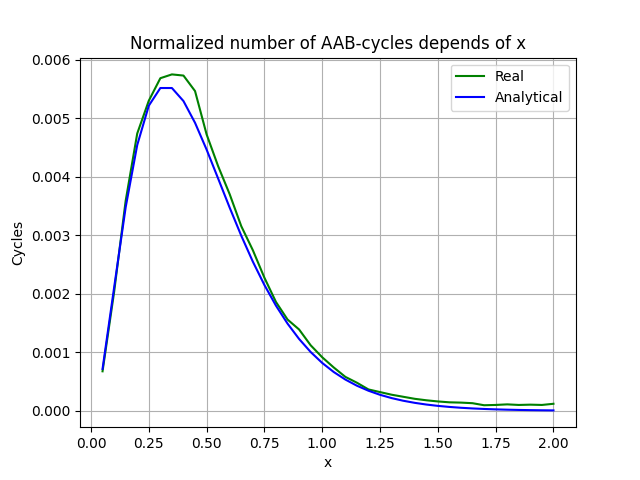 Normalized number of AAB-cycles depends of x
Real
Analytical
Cycles
0.006
0.005
0.004
0.003
0.002
0.001
0.000
0.00 0.25 0.50 0.75 1.00 1.25 1.50 1.75 2.00
x